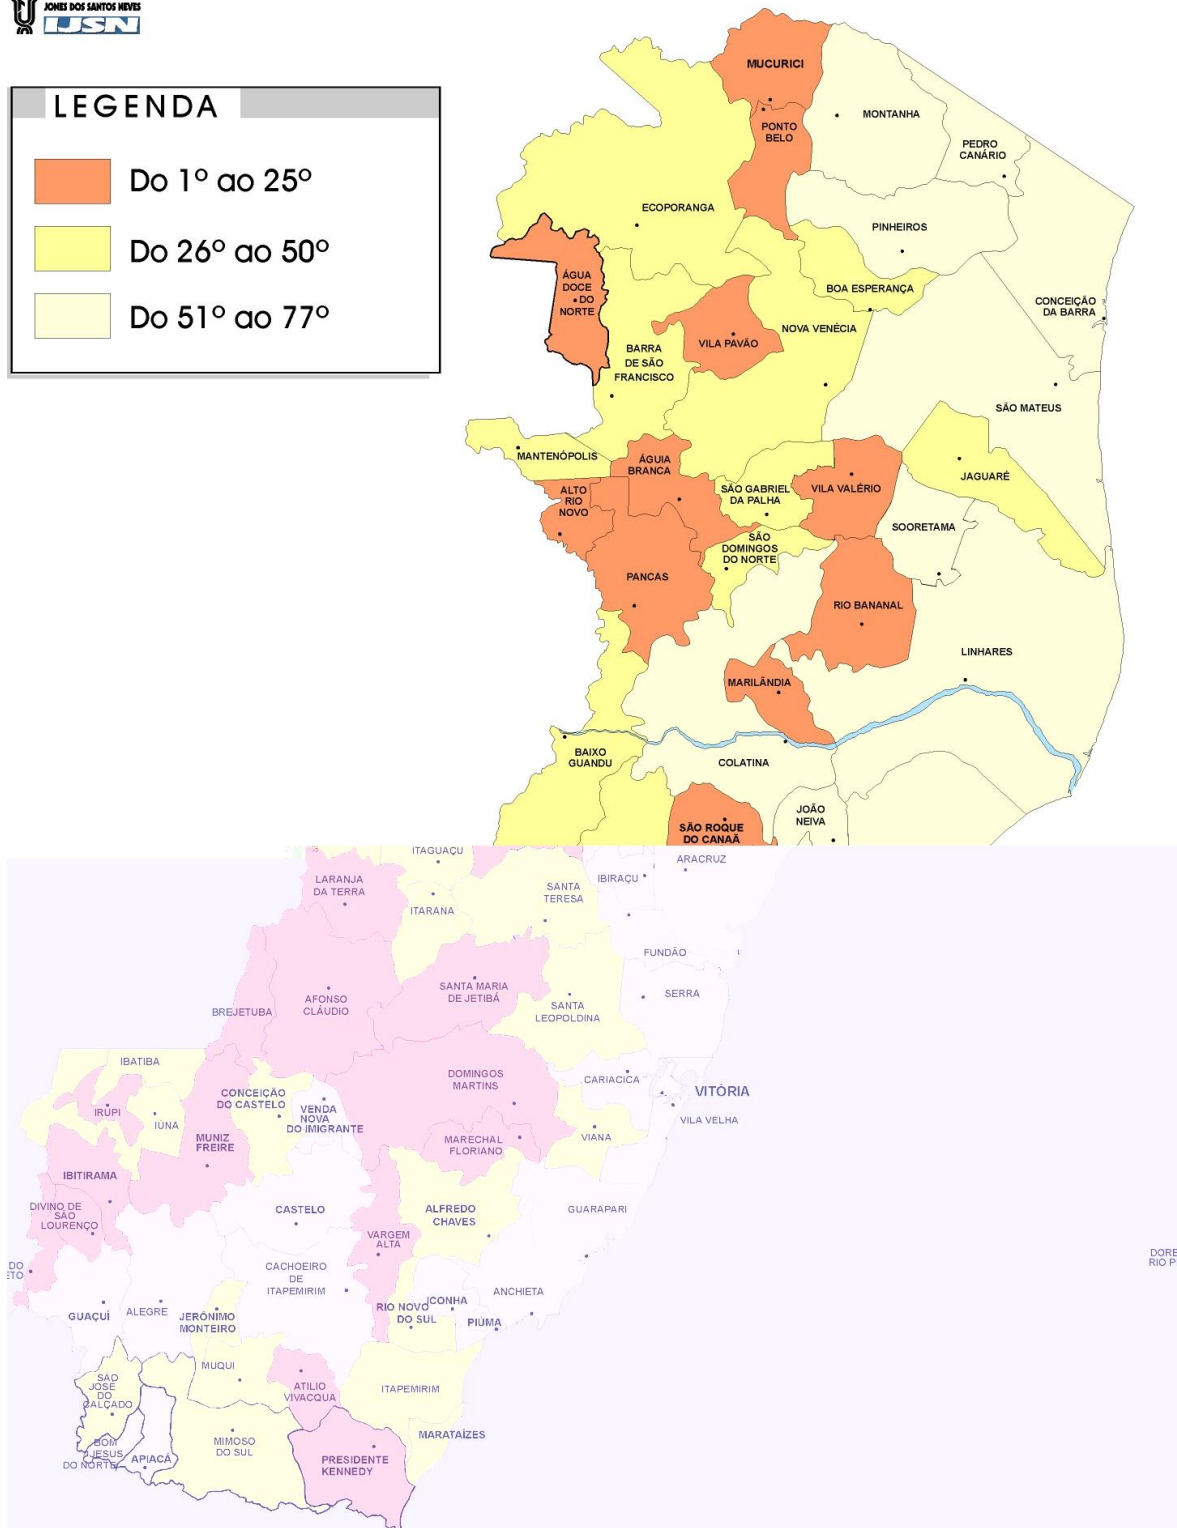 JONES DOS SANTOS NEVES
IJSN
LEGENDA
Do 1º ao 25º
Do 26º ao 50º
Do 51º ao 77º
MUCURICI
MONTANHA
PONTO
BELO
PEDRO
CANÁRIO
ECOPORANGA
PINHEIROS
ÁGUA
DOCE
DO
NORTE
BOA ESPERANÇA
CONCEIÇÃO
DA BARRA
NOVA VENÉCIA
VILA PAVÃO
BARRA
DE SÃO
FRANCISCO
SÃO MATEUS
MANTENÓPOLIS
ÁGUIA
BRANCA
JAGUARÉ
ALTO
RIO
NOVO
SÃO GABRIEL
DA PALHA
VILA VALÉRIO
SOORETAMA
SÃO
DOMINGOS
DO NORTE
PANCAS
RIO BANANAL
LINHARES
MARILÂNDIA
BAIXO
GUANDU
COLATINA
JOÃO
NEIVA
SÃO ROQUE
DO CANAÃ
ITAGUAÇU
ARACRUZ
LARANJA
DA TERRA
IBIRAÇU
SANTA
TERESA
ITARANA
FUNDÃO
SANTA MARIA
DE JETIBÁ
SERRA
AFONSO
CLÁUDIO
BREJETUBA
SANTA
LEOPOLDINA
IBATIBA
DOMINGOS
MARTINS
CARIACICA
VITÓRIA
CONCEIÇÃO
DO CASTELO
VENDA
NOVA
DO IMIGRANTE
IRUPI
IÚNA
VILA VELHA
MUNIZ
FREIRE
MARECHAL
FLORIANO
VIANA
IBITIRAMA
DIVINO DE
SÃO
LOURENÇO
CASTELO
ALFREDO
CHAVES
GUARAPARI
VARGEM
ALTA
DORE
RIO P
DO
ETO
CACHOEIRO
DE
ITAPEMIRIM
ANCHIETA
ICONHA
RIO NOVO
DO SUL
PIÚMA
GUAÇUÍ
ALEGRE
JERÔNIMO
MONTEIRO
MUQUI
SÃO
JOSÉ
DO
CALÇADO
ATILIO
VIVACQUA
ITAPEMIRIM
MARATAÍZES
BOM
JESUS
DO NORTE
APIACÁ
MIMOSO
DO SUL
PRESIDENTE
KENNEDY